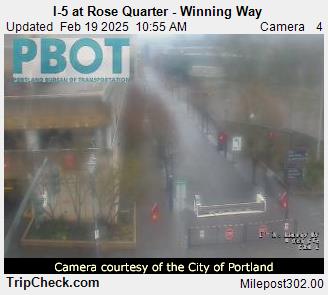 I-5 at Rose Quarter - Winning Way
Updated Feb 19 2025 10:55 AM Camera 4
PBOT
PORTLAND BUREAU OF TRANSPORTATION
Camera courtesy of the City of Portland
TripCheck.com Milepost302.00